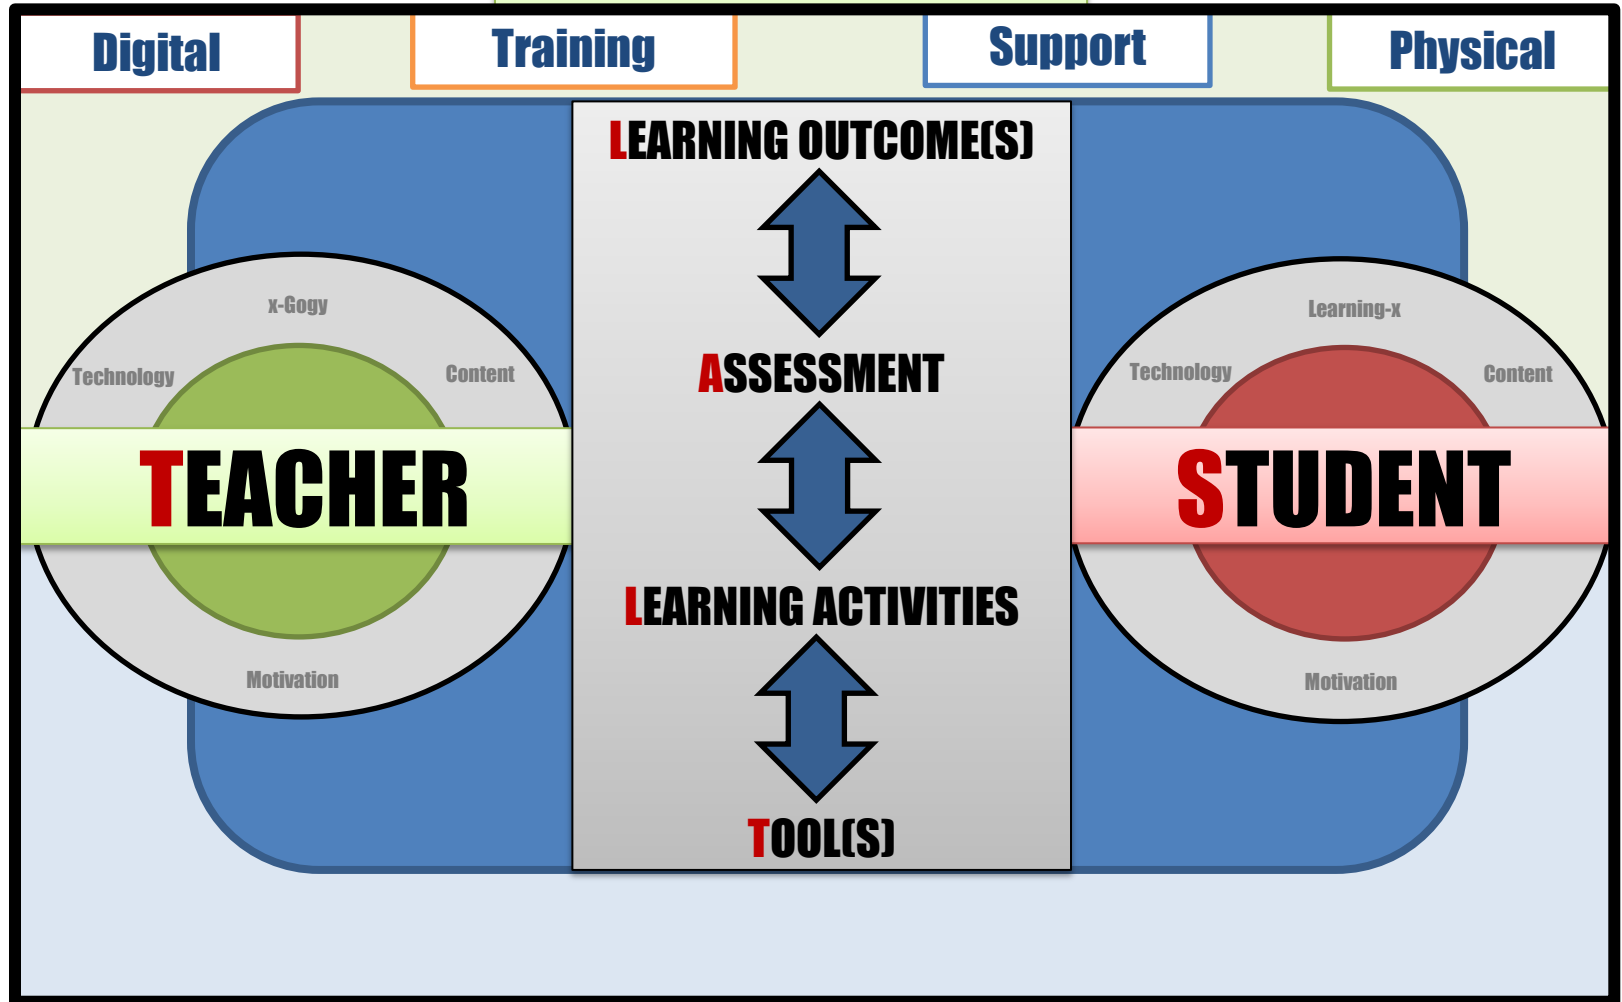 Digital
Training
Support
Physical
LEARNING OUTCOME(S)
x-Gogy
Technology
Content
TEACHER
Motivation
ASSESSMENT
LEARNING ACTIVITIES
TOOL(S)
Learning-x
Technology
Content
STUDENT
Motivation